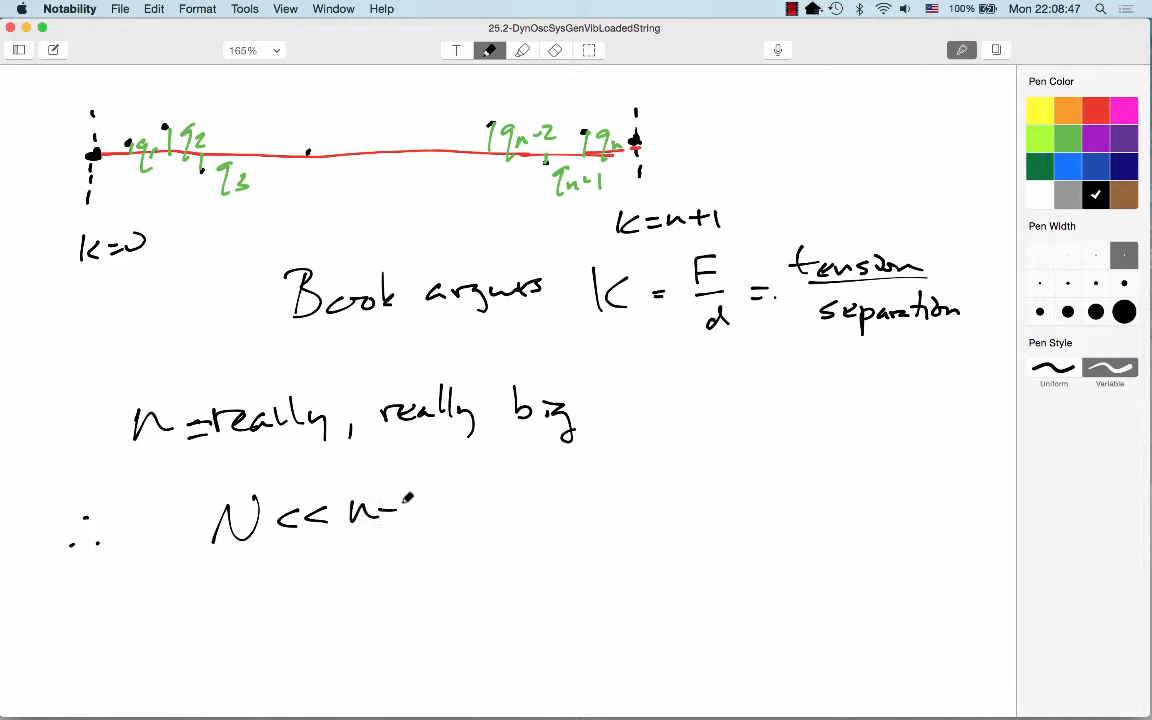 Notability File Edit Format Tools View Window Help 100% Mon 22:08:47
25.2-DynOscSysGenVibLoadedString
165%
T
Pen Color
Pen Width
Pen Style
Uniform Variable
q1 q2 qn-2 qn
q3 qn-1
k=0 k=n+1
Book argues K = F/d = tension/separation
n = really, really big
∴ N << n-